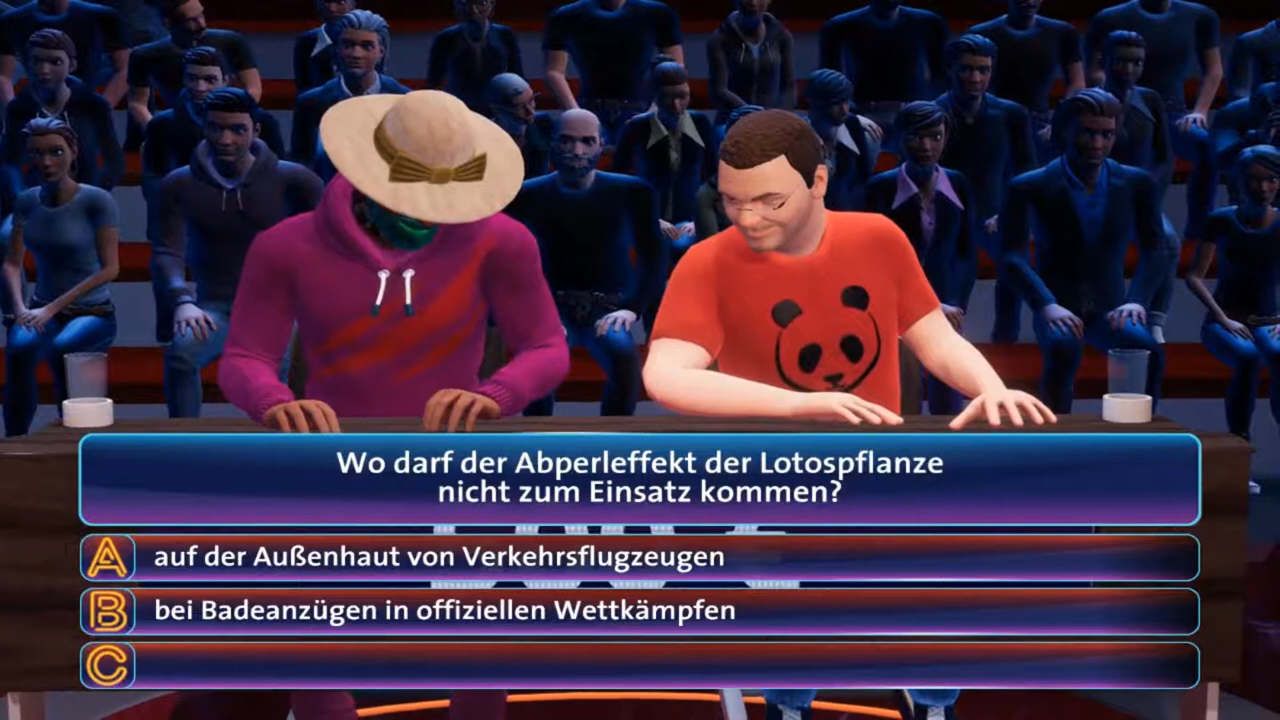 Wo darf der Abperleffekt der Lotospflanze
nicht zum Einsatz kommen?
A auf der Außenhaut von Verkehrsflugzeugen
B bei Badeanzügen in offiziellen Wettkämpfen
C